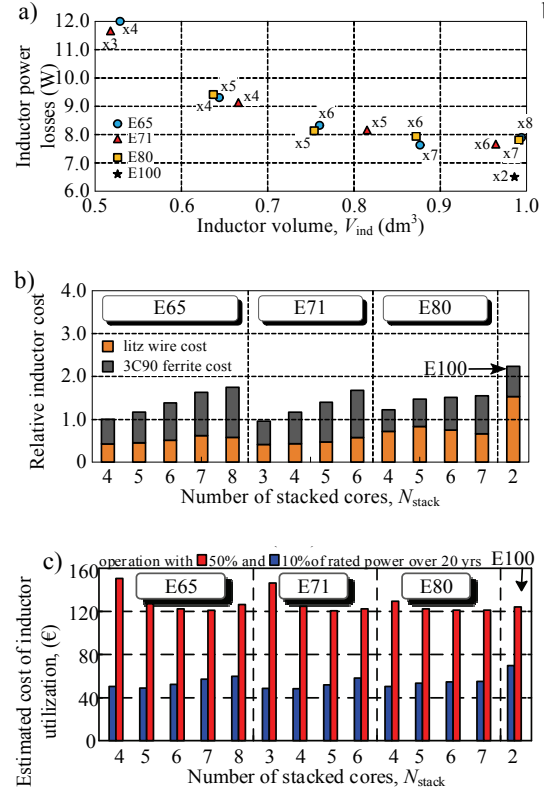 a)
b
Inductor power
losses (W)
12.0
11.0
10.0
9.0
8.0
7.0
6.0
x4
x3
x5
x4
x4
x6
x5
x5
x6
x7
x6
x8
x7
x2
E65
E71
E80
E100
0.5 0.6 0.7 0.8 0.9 1.0
Inductor volume, Vind (dm3)
b)
Relative inductor cost
4.0
3.0
2.0
1.0
0
E65 E71 E80
litz wire cost
3C90 ferrite cost
E100
4 5 6 7 8 3 4 5 6 4 5 6 7 2
Number of stacked cores, Nstack
c)
operation with 50% and 10%of rated power over 20 yrs
E100
Estimated cost of inductor
utilization, (€)
160
120
80
40
0
E65 E71 E80
4 5 6 7 8 3 4 5 6 4 5 6 7 2
Number of stacked cores, Nstack